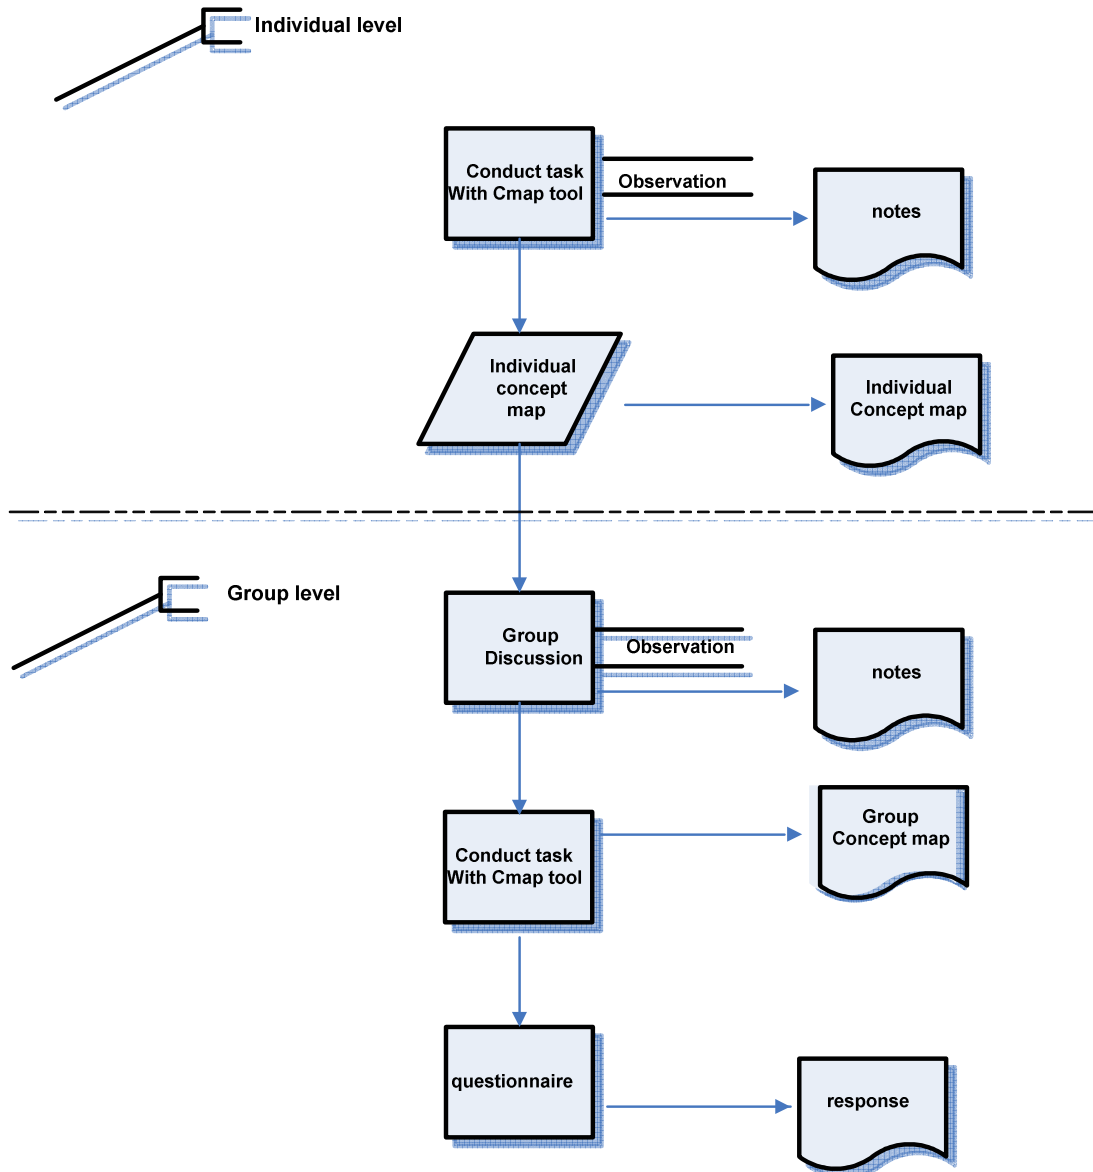 Individual level
Conduct task
With Cmap tool
Observation
notes
Individual
concept
map
Individual
Concept map
Group level
Group
Discussion
Observation
notes
Conduct task
With Cmap tool
Group
Concept map
questionnaire
response